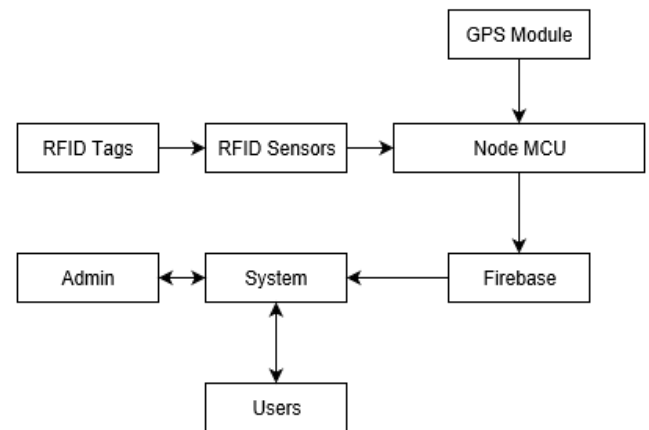 GPS Module
RFID Tags
RFID Sensors
Node MCU
Admin
System
Firebase
Users